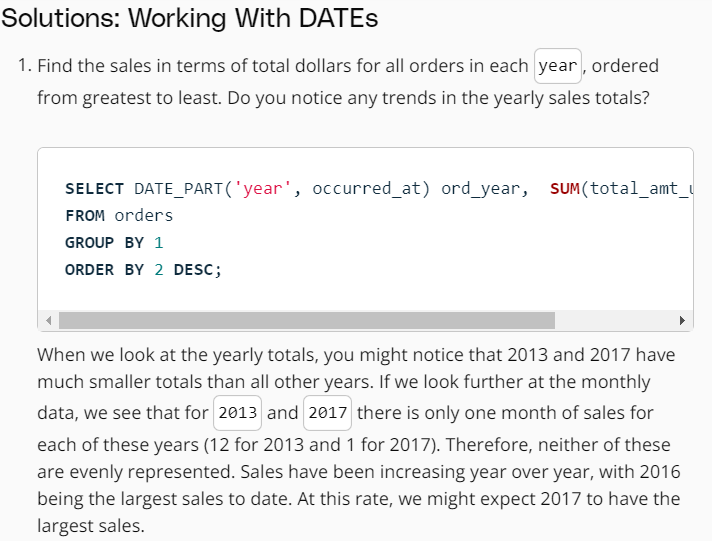 Solutions: Working With DATEs
1. Find the sales in terms of total dollars for all orders in each year, ordered
from greatest to least. Do you notice any trends in the yearly sales totals?
SELECT DATE_PART('year', occurred_at) ord_year,  SUM(total_amt_
FROM orders
GROUP BY 1
ORDER BY 2 DESC;
When we look at the yearly totals, you might notice that 2013 and 2017 have
much smaller totals than all other years. If we look further at the monthly
data, we see that for 2013 and 2017 there is only one month of sales for
each of these years (12 for 2013 and 1 for 2017). Therefore, neither of these
are evenly represented. Sales have been increasing year over year, with 2016
being the largest sales to date. At this rate, we might expect 2017 to have the
largest sales.